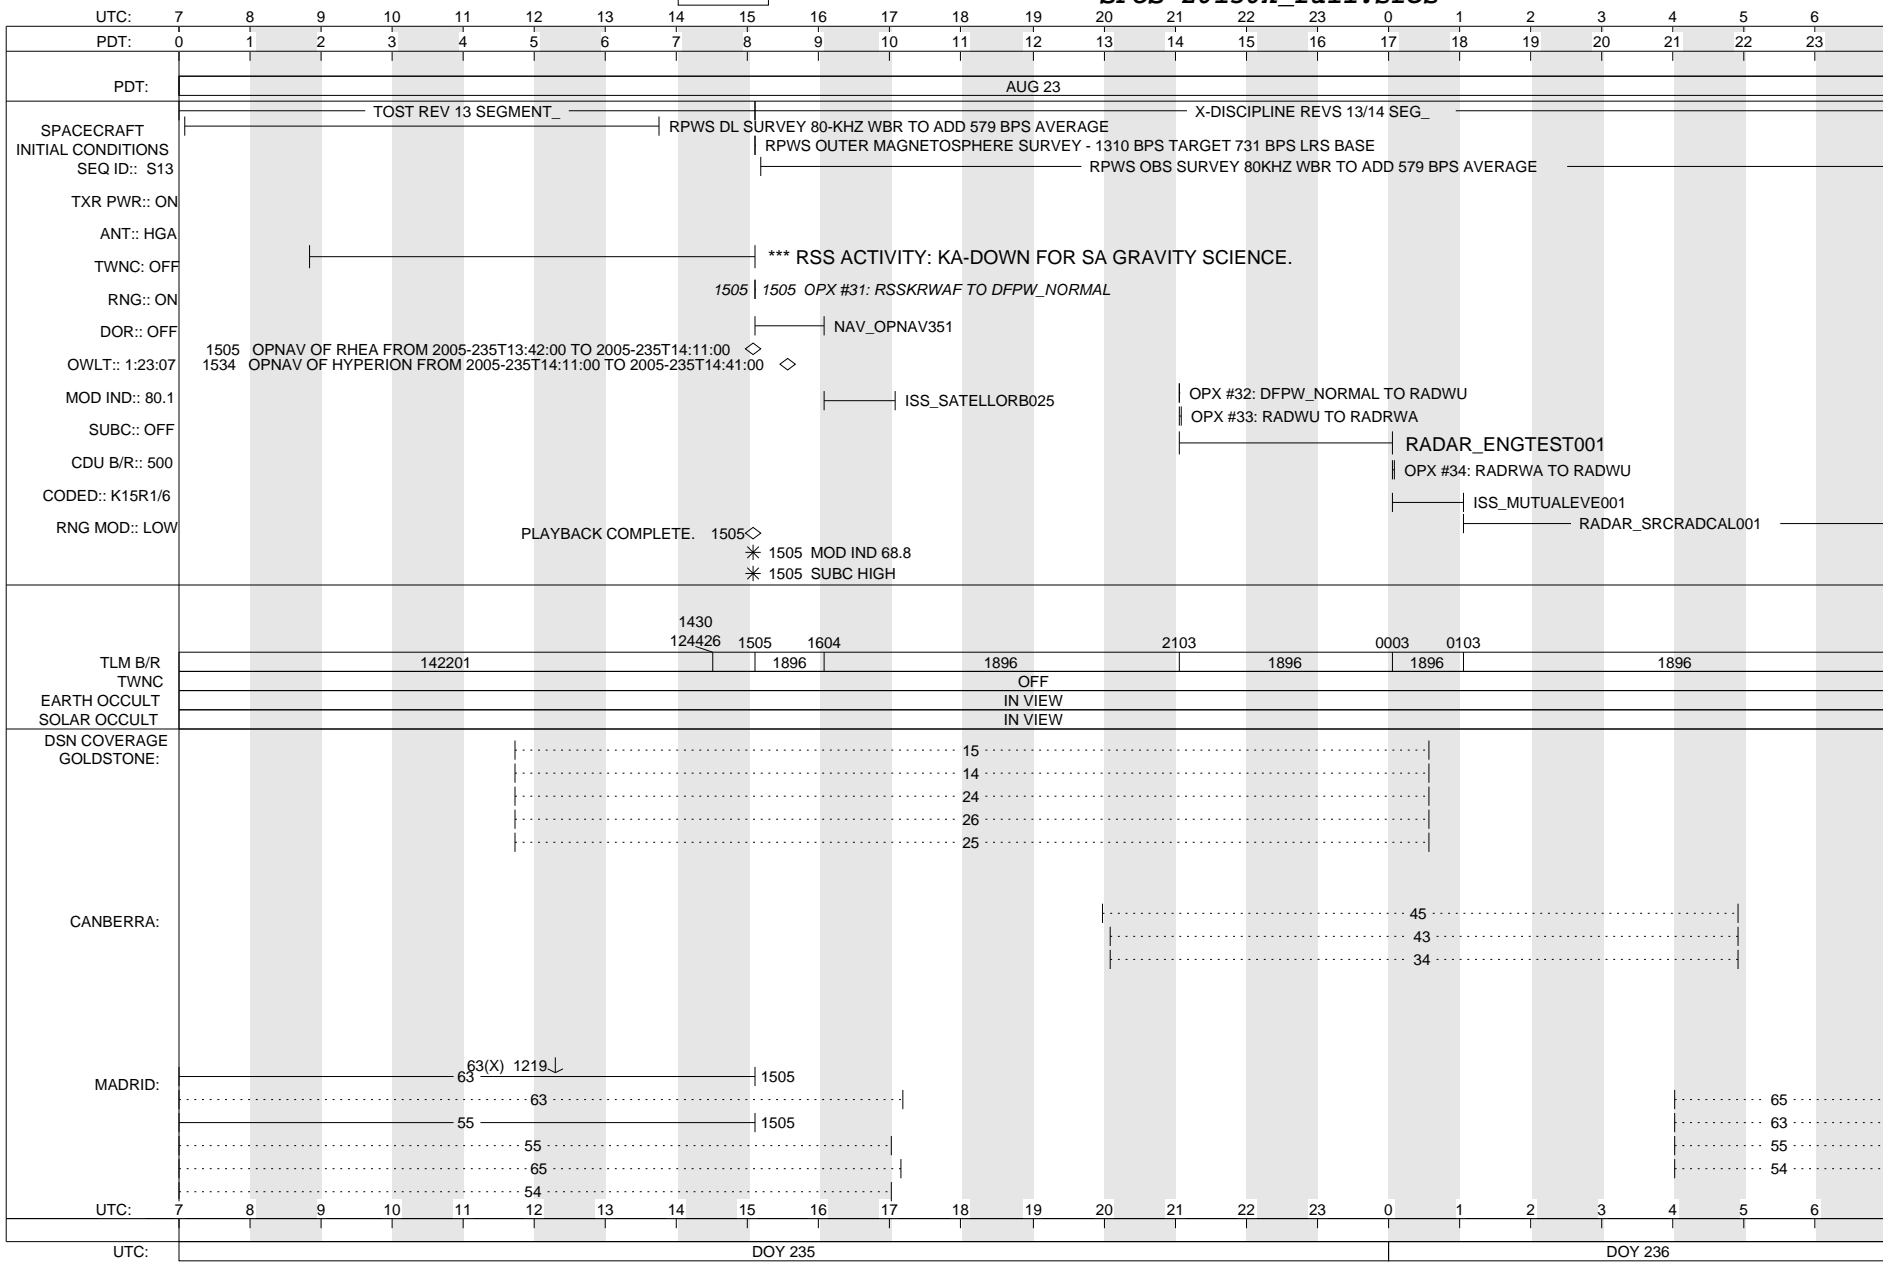 UTC: 7 8 9 10 11 12 13 14 15 16 17 18 19 20 21 22 23 0 1 2 3 4 5 6
PDT: 0 1 2 3 4 5 6 7 8 9 10 11 12 13 14 15 16 17 18 19 20 21 22 23
PDT: AUG 23
TOST REV 13 SEGMENT_ X-DISCIPLINE REVS 13/14 SEG_
SPACECRAFT
INITIAL CONDITIONS
RPWS DL SURVEY 80-KHZ WBR TO ADD 579 BPS AVERAGE
RPWS OUTER MAGNETOSPHERE SURVEY - 1310 BPS TARGET 731 BPS LRS BASE
SEQ ID:: S13 RPWS OBS SURVEY 80KHZ WBR TO ADD 579 BPS AVERAGE
TXR PWR:: ON
ANT:: HGA
*** RSS ACTIVITY: KA-DOWN FOR SA GRAVITY SCIENCE.
TWNC: OFF
1505 1505 OPX #31: RSSKRWAF TO DFPW_NORMAL
RNG:: ON
DOR:: OFF NAV_OPNAV351
1505 OPNAV OF RHEA FROM 2005-235T13:42:00 TO 2005-235T14:11:00
OWLT:: 1:23:07 1534 OPNAV OF HYPERION FROM 2005-235T14:11:00 TO 2005-235T14:41:00
OPX #32: DFPW_NORMAL TO RADWU
MOD IND:: 80.1 ISS_SATELLORB025
OPX #33: RADWU TO RADRWA
SUBC:: OFF
RADAR_ENGTEST001
CDU B/R:: 500 OPX #34: RADRWA TO RADWU
CODED:: K15R1/6 ISS_MUTUALEVE001
RNG MOD:: LOW RADAR_SRCRADCAL001
PLAYBACK COMPLETE. 1505
1505 MOD IND 68.8
1505 SUBC HIGH
1430
124426 1505 1604 2103 0003 0103
TLM B/R 142201 1896 1896 1896 1896 1896
TWNC OFF
EARTH OCCULT IN VIEW
SOLAR OCCULT IN VIEW
DSN COVERAGE
GOLDSTONE: 15
14
24
26
25
CANBERRA: 45
43
34
63(X) 1219
MADRID: 63 1505
63 65
55 1505 63
55 55
65 54
54
UTC: 7 8 9 10 11 12 13 14 15 16 17 18 19 20 21 22 23 0 1 2 3 4 5 6
UTC: DOY 235 DOY 236